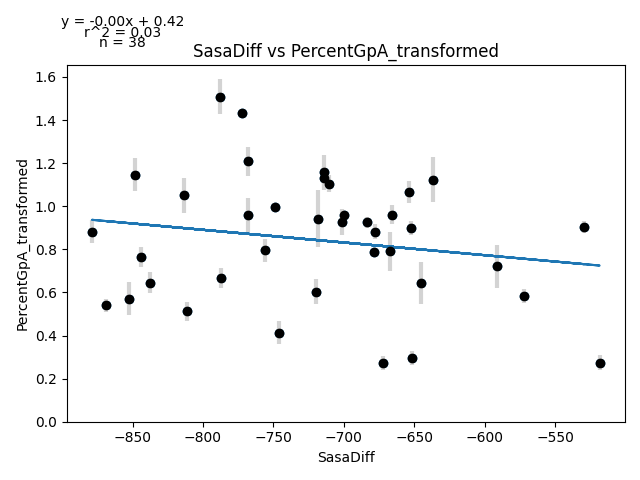 y = -0.00x + 0.42
r^2 = 0.03
n = 38
SasaDiff vs PercentGpA_transformed
PercentGpA_transformed
1.6
1.4
1.2
1.0
0.8
0.6
0.4
0.2
0.0
−850 −800 −750 −700 −650 −600 −550
SasaDiff